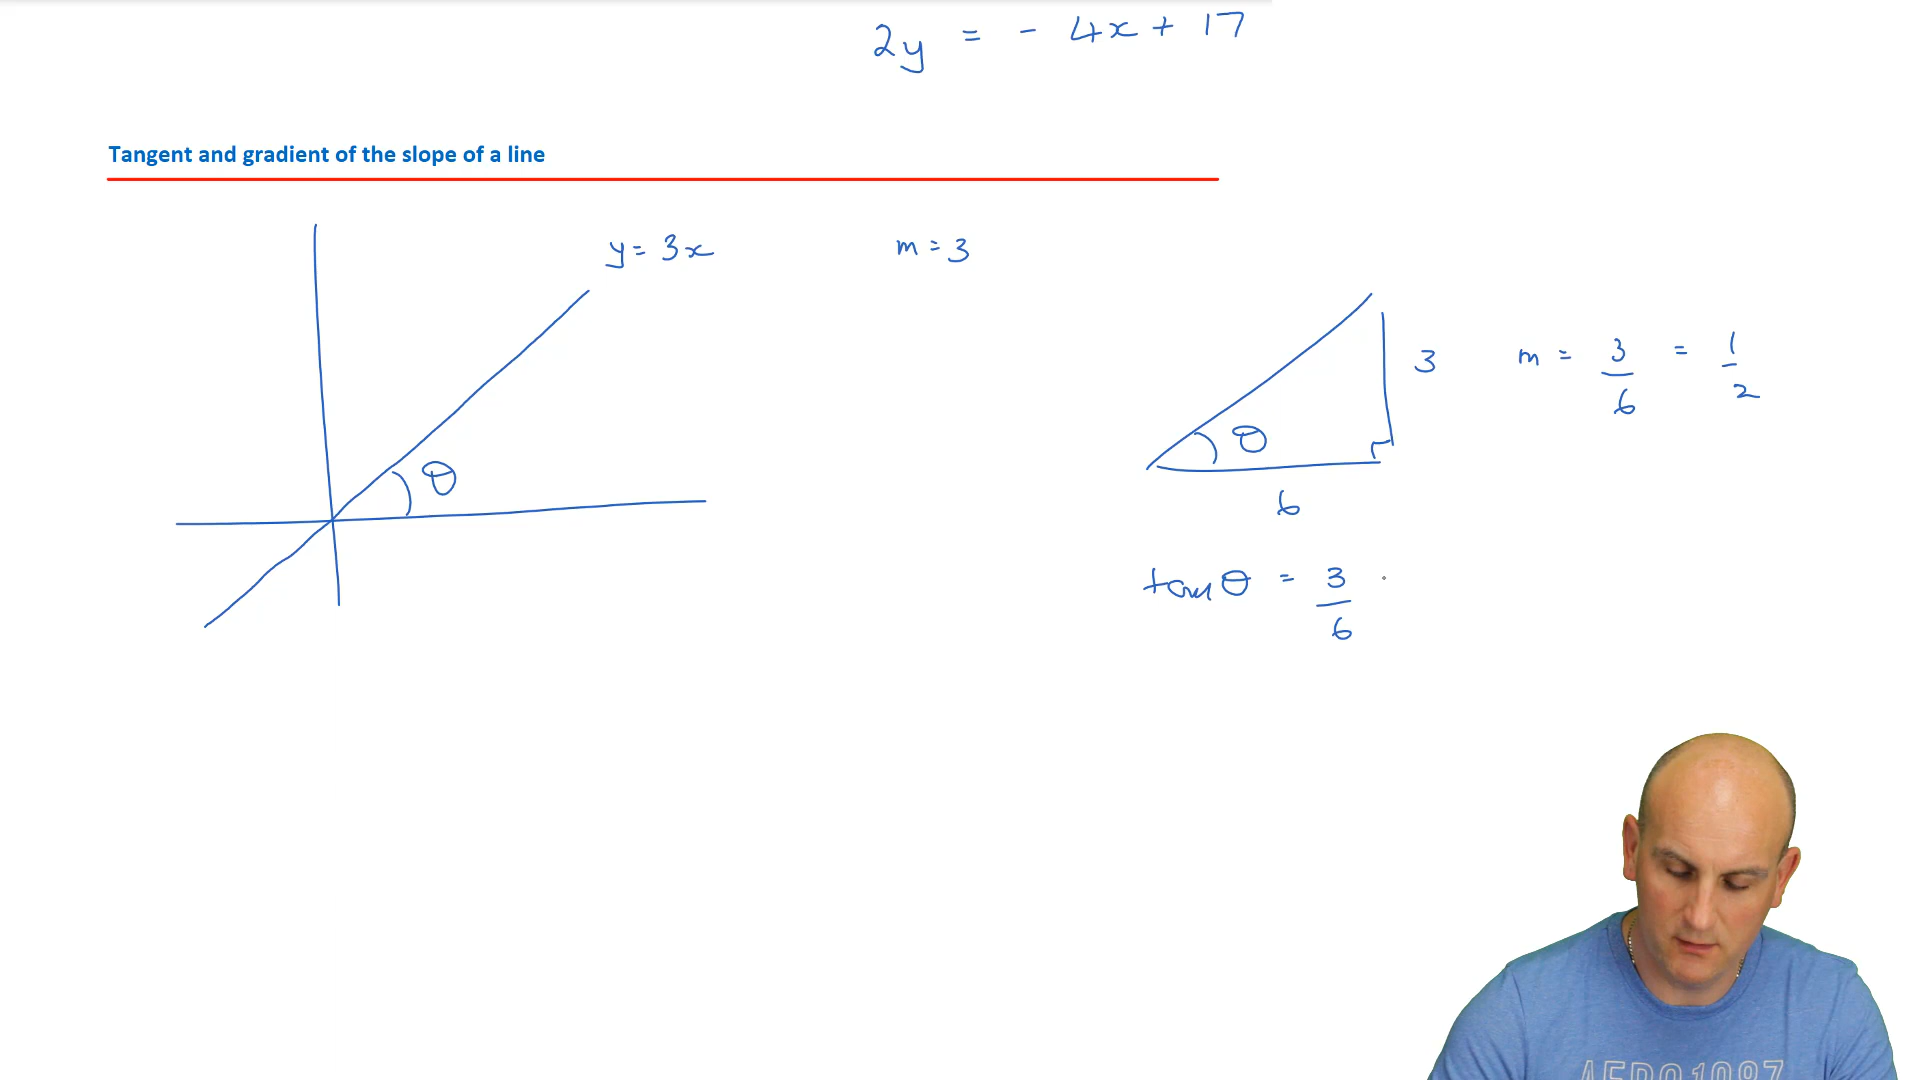 2y = - 4x + 17
Tangent and gradient of the slope of a line
y = 3x
m = 3
θ
3
m = 3/6 = 1/2
θ
6
tan θ = 3/6
AERO1987